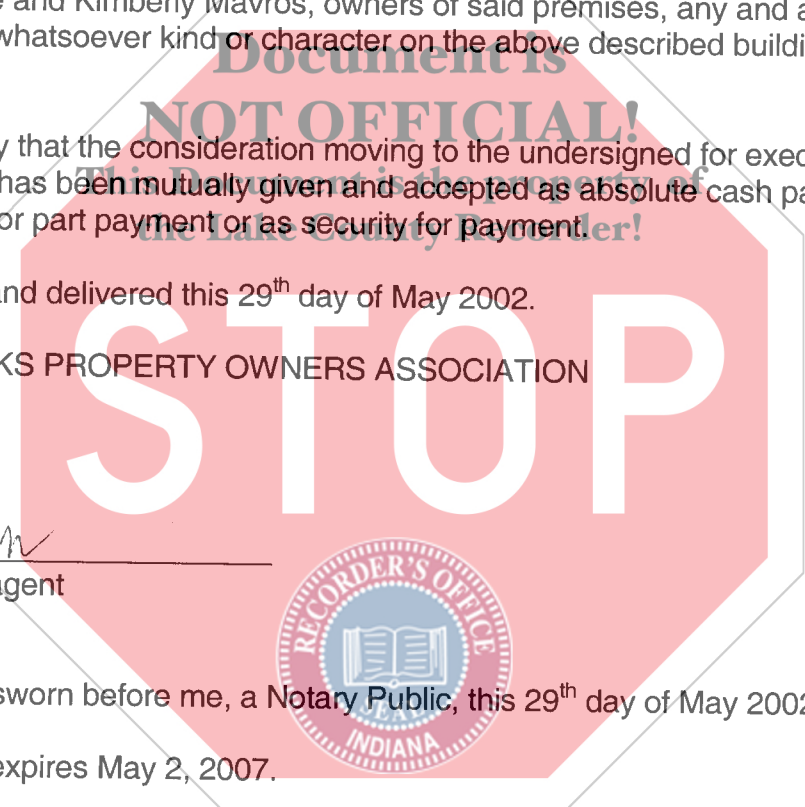 and Kimberly Mavros, owners of said premises, any and
whatsoever kind or character on the above described
Document is
NOT OFFICIAL!
that the consideration moving to the undersigned for
This Document is the property of
has been mutually given and accepted as absolute cash
or part payment or as security for payment.
the Lake County Recorder!
and delivered this 29th day of May 2002.
KS PROPERTY OWNERS ASSOCIATION
STOP
agent
RECORDER'S OFFICE
SEAL
INDIANA
sworn before me, a Notary Public, this 29th day of May 2002
expires May 2, 2007.